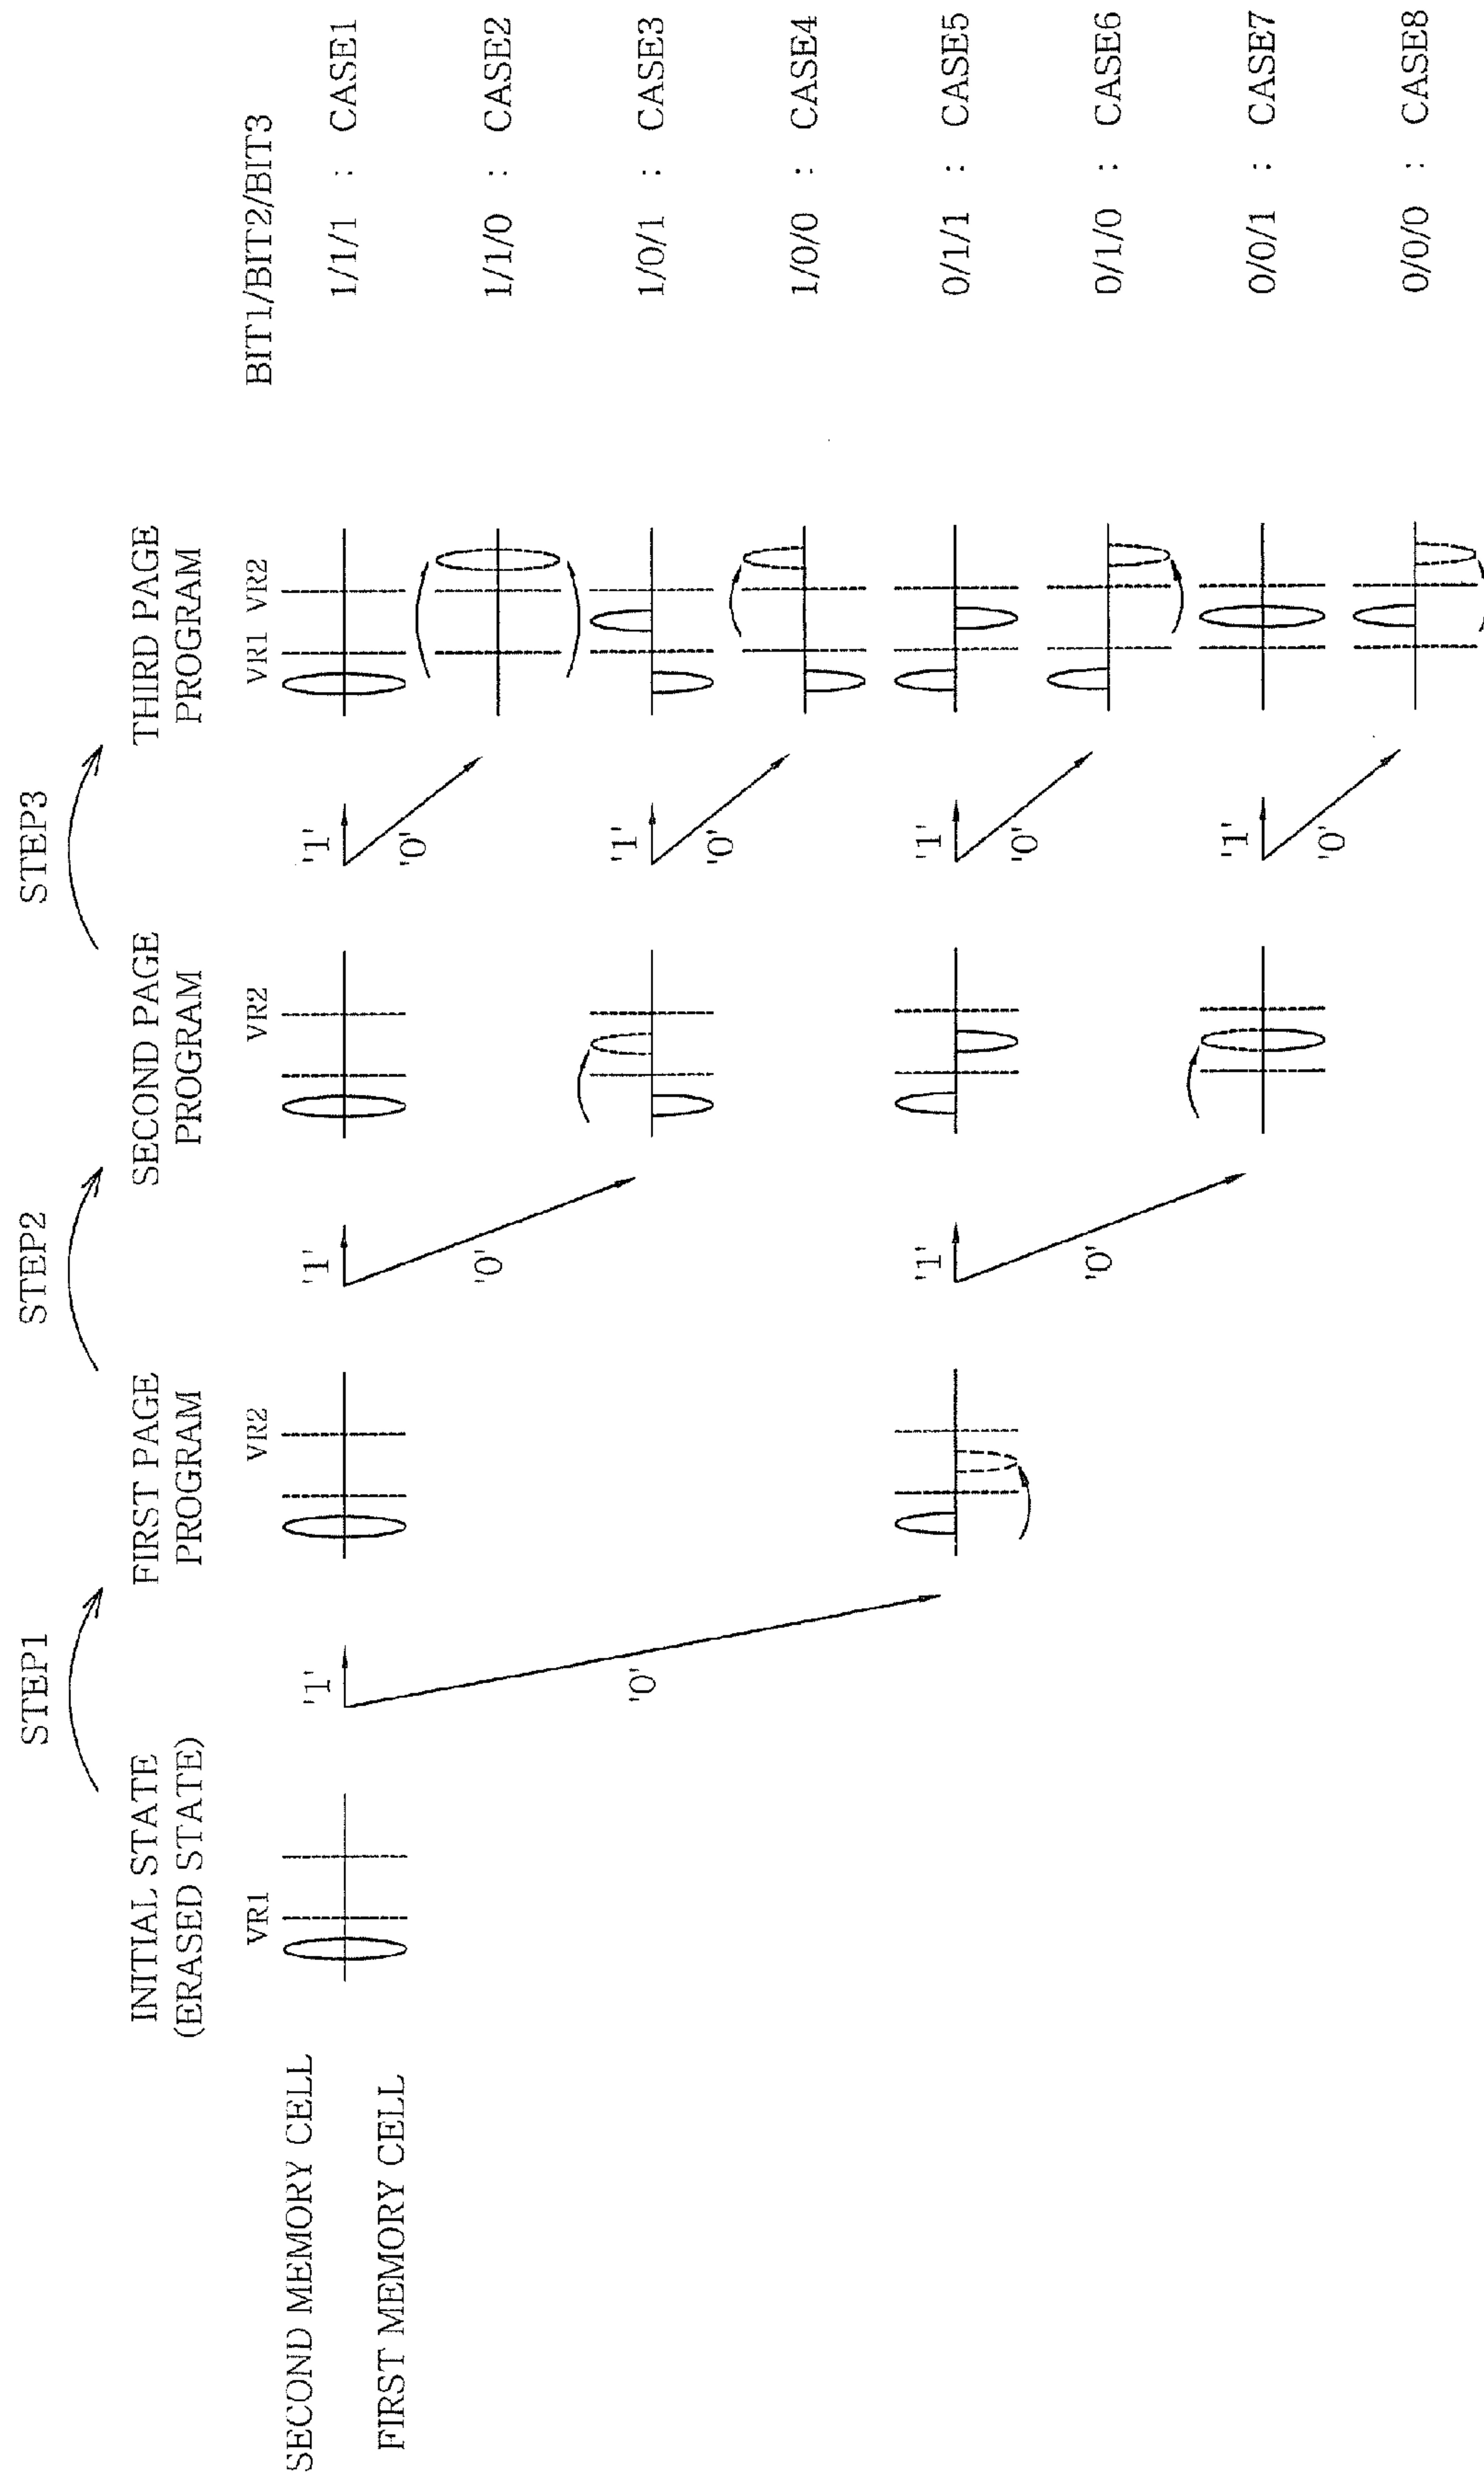 STEP1
STEP2
STEP3
INITIAL STATE
(ERASED STATE)
FIRST PAGE
PROGRAM
SECOND PAGE
PROGRAM
THIRD PAGE
PROGRAM
VR1
VR2
VR2
VR1 VR2
BIT1/BIT2/BIT3
SECOND MEMORY CELL
FIRST MEMORY CELL
'1'
'1'
'1'
1/1/1 : CASE1
'0'
1/1/0 : CASE2
'0'
'1'
1/0/1 : CASE3
'0'
1/0/0 : CASE4
'0'
'1'
'1'
0/1/1 : CASE5
'0'
0/1/0 : CASE6
'0'
'1'
0/0/1 : CASE7
'0'
0/0/0 : CASE8